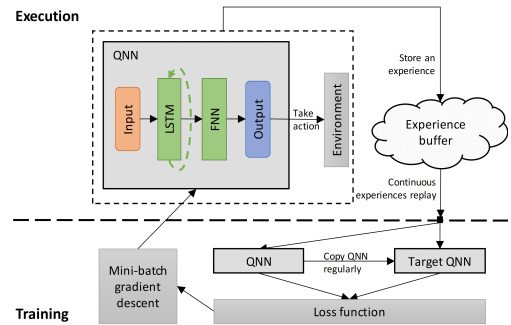 Execution
QNN
Input
LSTM
FNN
Output
Take
action
Environment
Store an
experience
Experience
buffer
Continuous
experiences replay
QNN
Copy QNN
regularly
Target QNN
Mini-batch
gradient
descent
Loss function
Training